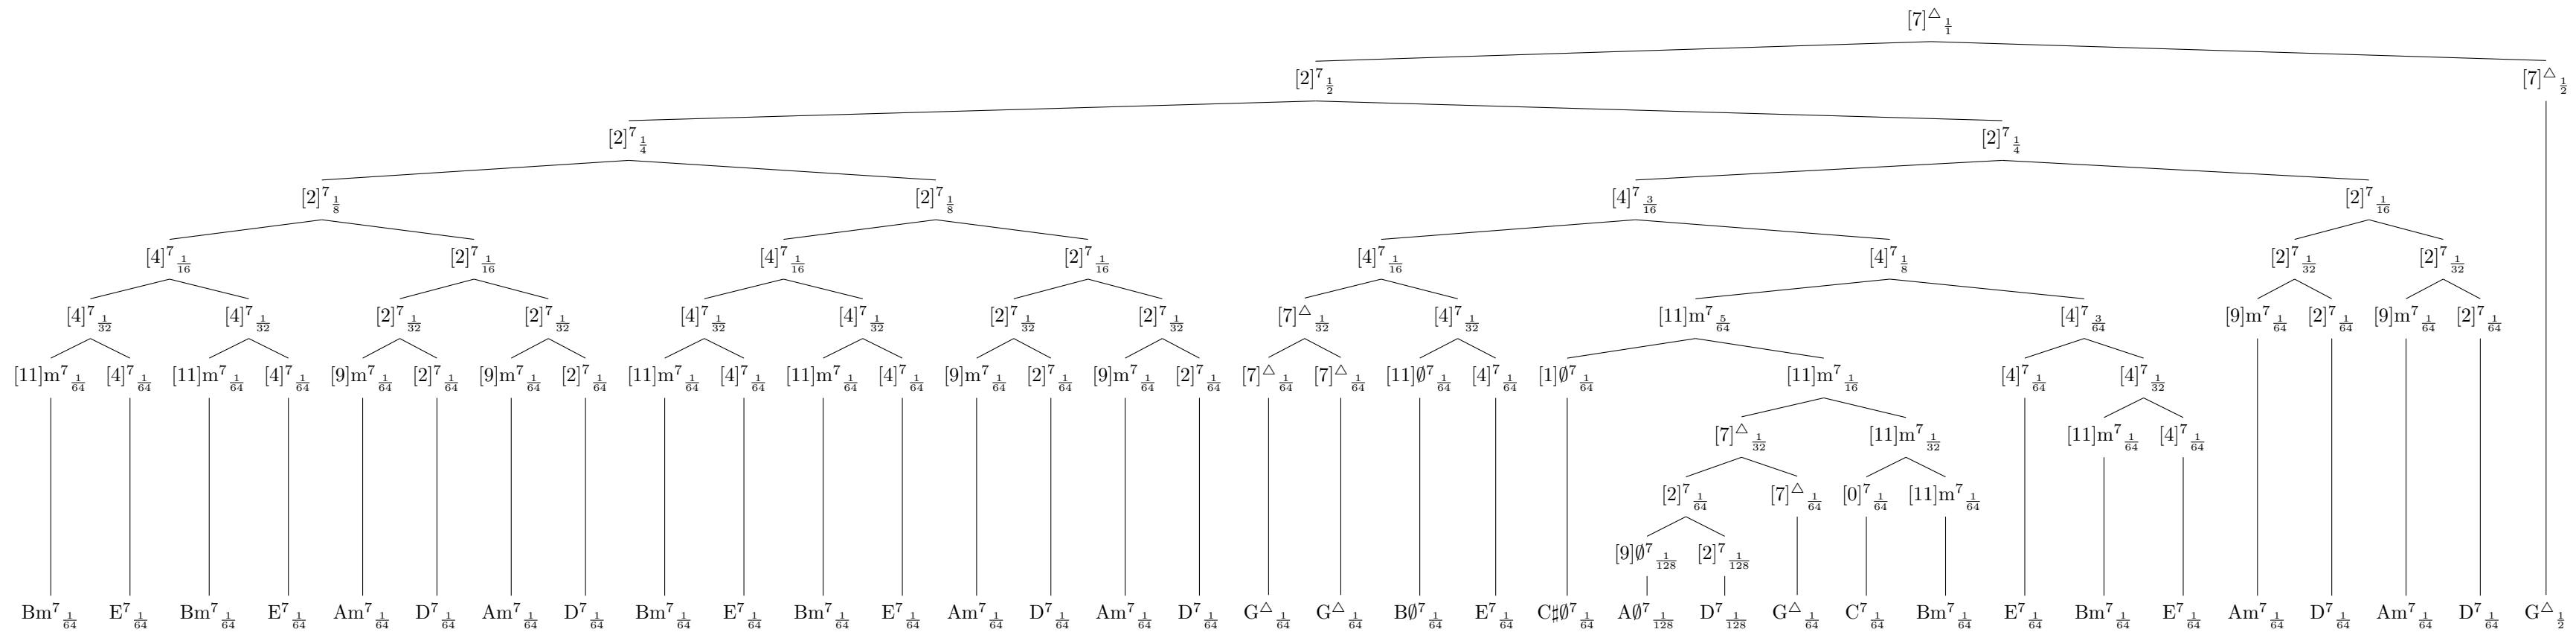 [7]△ 1/1
[2]7 1/2 [7]△ 1/2
[2]7 1/4 [2]7 1/4
[2]7 1/8 [2]7 1/8 [4]7 3/16 [2]7 1/16
[4]7 1/16 [2]7 1/16 [4]7 1/16 [2]7 1/16 [4]7 1/16 [4]7 1/8 [2]7 1/32 [2]7 1/32
[4]7 1/32 [4]7 1/32 [2]7 1/32 [2]7 1/32 [4]7 1/32 [4]7 1/32 [2]7 1/32 [2]7 1/32 [7]△ 1/32 [4]7 1/32 [11]m7 5/64 [4]7 3/64 [9]m7 1/64 [2]7 1/64 [9]m7 1/64 [2]7 1/64
[11]m7 1/64 [4]7 1/64 [11]m7 1/64 [4]7 1/64 [9]m7 1/64 [2]7 1/64 [9]m7 1/64 [2]7 1/64 [11]m7 1/64 [4]7 1/64 [11]m7 1/64 [4]7 1/64 [9]m7 1/64 [2]7 1/64 [9]m7 1/64 [2]7 1/64 [7]△ 1/64 [7]△ 1/64 [11]∅7 1/64 [4]7 1/64 [1]∅7 1/64 [11]m7 1/16 [4]7 1/64 [4]7 1/32
[7]△ 1/32 [11]m7 1/32 [11]m7 1/64 [4]7 1/64
[2]7 1/64 [7]△ 1/64 [0]7 1/64 [11]m7 1/64
[9]∅7 1/128 [2]7 1/128
Bm7 1/64 E7 1/64 Bm7 1/64 E7 1/64 Am7 1/64 D7 1/64 Am7 1/64 D7 1/64 Bm7 1/64 E7 1/64 Bm7 1/64 E7 1/64 Am7 1/64 D7 1/64 Am7 1/64 D7 1/64 G△ 1/64 G△ 1/64 B∅7 1/64 E7 1/64 C♯∅7 1/64 A∅7 1/128 D7 1/128 G△ 1/64 C7 1/64 Bm7 1/64 E7 1/64 Bm7 1/64 E7 1/64 Am7 1/64 D7 1/64 Am7 1/64 D7 1/64 G△ 1/2